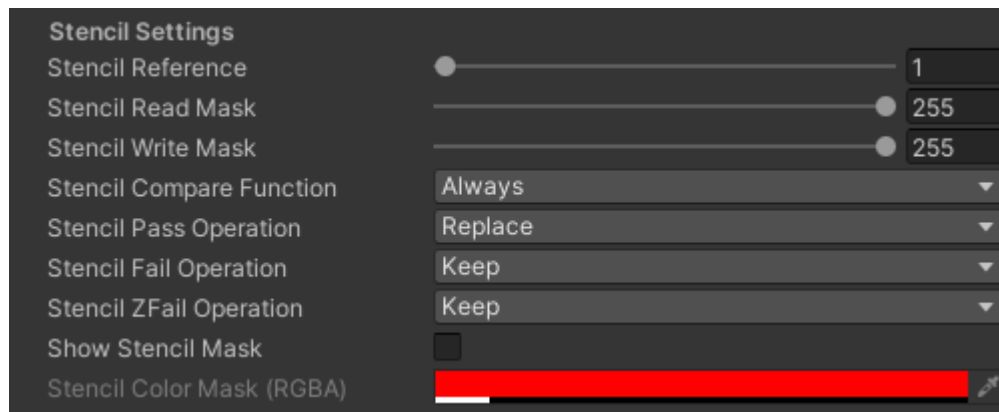 Stencil Settings
Stencil Reference 1
Stencil Read Mask 255
Stencil Write Mask 255
Stencil Compare Function Always
Stencil Pass Operation Replace
Stencil Fail Operation Keep
Stencil ZFail Operation Keep
Show Stencil Mask
Stencil Color Mask (RGBA)